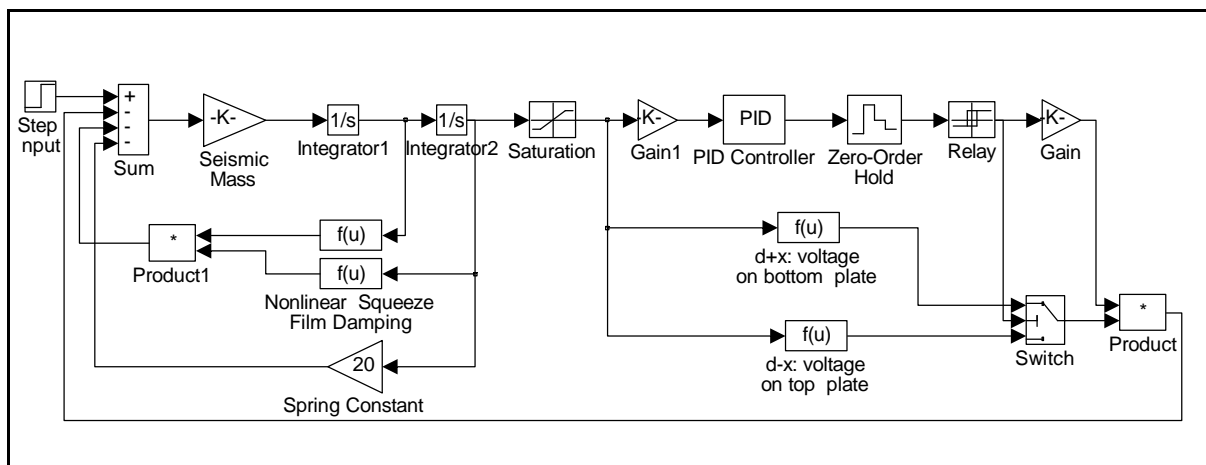 Step
nput
+
-
-
-
Sum
-K-
Seismic
Mass
1/s
Integrator1
1/s
Integrator2
Saturation
-K-
Gain1
PID
PID Controller
Zero-Order
Hold
Relay
-K-
Gain
*
Product1
f(u)
f(u)
Nonlinear Squeeze
Film Damping
20
Spring Constant
f(u)
d+x: voltage
on bottom plate
f(u)
d-x: voltage
on top plate
Switch
*
Product